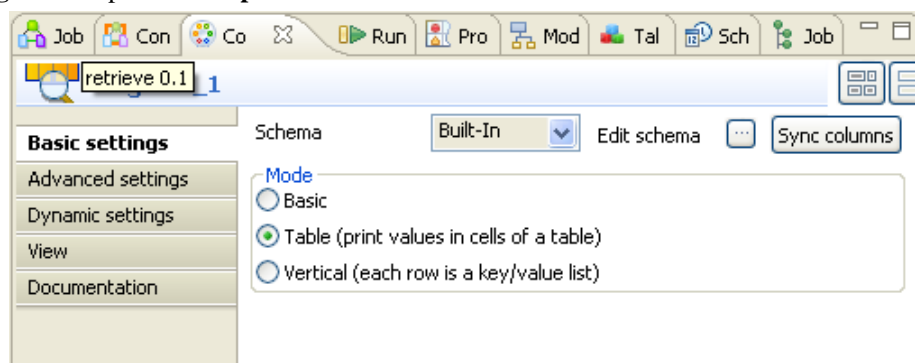 Job Con Co Run Pro Mod Tal Sch Job
retrieve 0.1 _1
Basic settings
Schema Built-In Edit schema ... Sync columns
Advanced settings
Mode
Basic
Dynamic settings
Table (print values in cells of a table)
View
Vertical (each row is a key/value list)
Documentation